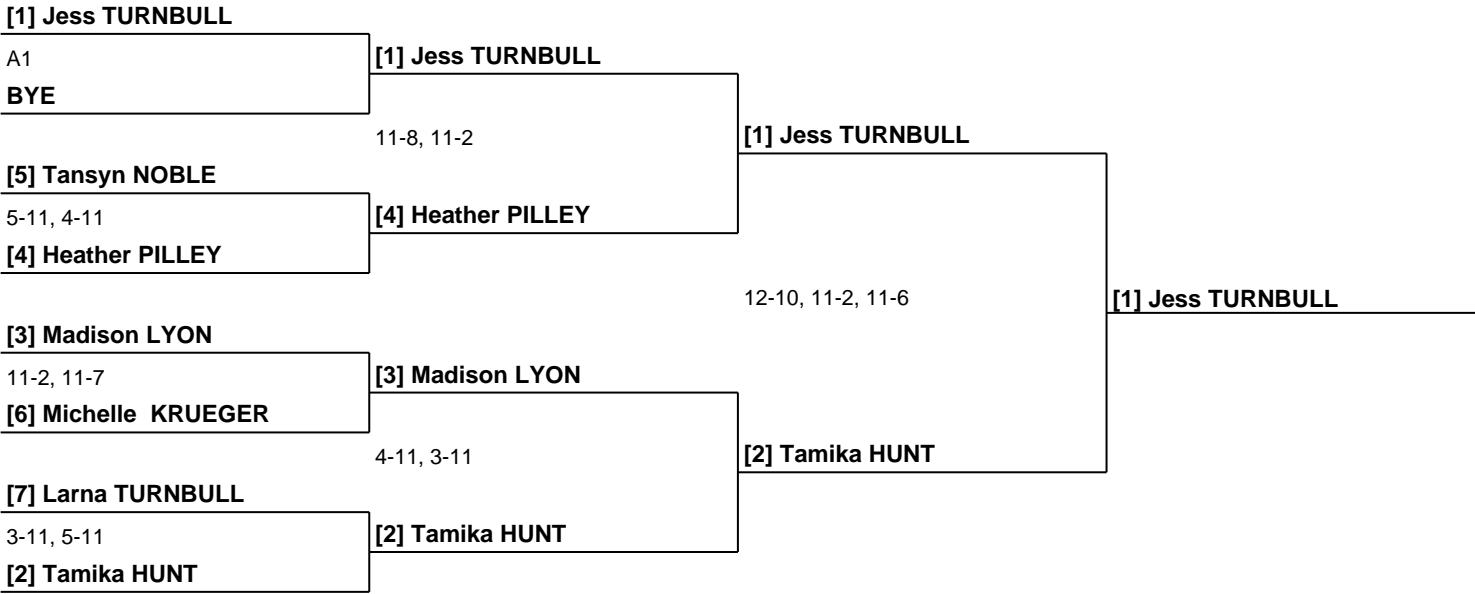 [1] Jess TURNBULL
A1
BYE
[1] Jess TURNBULL
11-8, 11-2
[5] Tansyn NOBLE
5-11, 4-11
[4] Heather PILLEY
[4] Heather PILLEY
[1] Jess TURNBULL
12-10, 11-2, 11-6
[1] Jess TURNBULL
[3] Madison LYON
11-2, 11-7
[6] Michelle  KRUEGER
[3] Madison LYON
4-11, 3-11
[2] Tamika HUNT
[7] Larna TURNBULL
3-11, 5-11
[2] Tamika HUNT
[2] Tamika HUNT